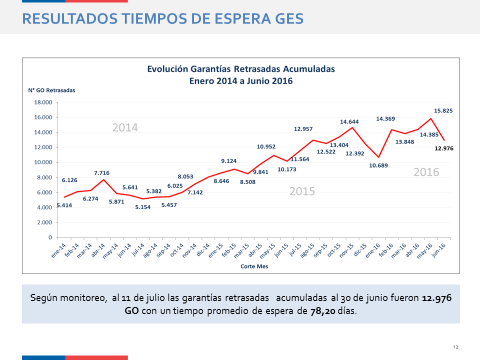 RESULTADOS TIEMPOS DE ESPERA GES
Evolución Garantías Retrasadas Acumuladas
Enero 2014 a Junio 2016
N° GO Retrasadas
18.000
16.000
14.000
12.000
10.000
8.000
6.000
4.000
2.000
0
2014
2015
2016
5.414
6.126
6.274
7.716
5.871
5.641
5.154
5.382
5.457
6.025
7.142
8.053
8.646
9.124
8.508
9.841
10.952
10.173
11.564
12.957
12.522
13.404
14.644
12.392
10.689
14.369
13.848
14.385
15.825
12.976
ene-14
feb-14
mar-14
abr-14
may-14
jun-14
jul-14
ago-14
sep-14
oct-14
nov-14
dic-14
ene-15
feb-15
mar-15
abr-15
may-15
jun-15
jul-15
ago-15
sep-15
oct-15
nov-15
dic-15
ene-16
feb-16
mar-16
abr-16
may-16
jun-16
Corte Mes
Según monitoreo, al 11 de julio las garantías retrasadas acumuladas al 30 de junio fueron 12.976
GO con un tiempo promedio de espera de 78,20 días.